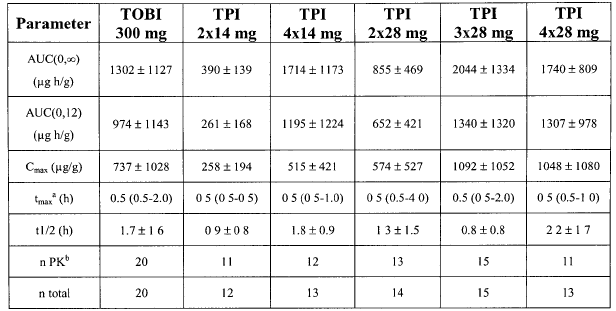 Parameter TOBI 300 mg TPI 2x14 mg TPI 4x14 mg TPI 2x28 mg TPI 3x28 mg TPI 4x28 mg
AUC(0,∞) (µg h/g) 1302 ± 1127 390 ± 139 1714 ± 1173 855 ± 469 2044 ± 1334 1740 ± 809
AUC(0,12) (µg h/g) 974 ± 1143 261 ± 168 1195 ± 1224 652 ± 421 1340 ± 1320 1307 ± 978
Cmax (µg/g) 737 ± 1028 258 ± 194 515 ± 421 574 ± 527 1092 ± 1052 1048 ± 1080
tmaxᵃ (h) 0.5 (0.5-2.0) 0 5 (0 5-0 5) 0 5 (0.5-1.0) 0 5 (0.5-4 0) 0.5 (0.5-2.0) 0.5 (0.5-1 0)
t1/2 (h) 1.7 ± 1 6 0 9 ± 0 8 1.8 ± 0.9 1 3 ± 1.5 0.8 ± 0.8 2 2 ± 1 7
n PKᵇ 20 11 12 13 15 11
n total 20 12 13 14 15 13